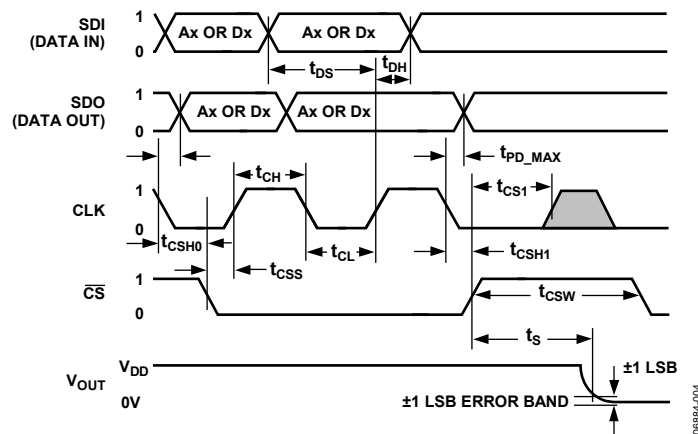 SDI
(DATA IN)
1
0
Ax OR Dx
Ax OR Dx
tDS
tDH
SDO
(DATA OUT)
1
0
Ax OR Dx
Ax OR Dx
tPD_MAX
tCH
tCS1
CLK
1
0
tCSH0
tCL
tCSH1
tCSS
CS
1
0
tCSW
tS
VOUT
VDD
0V
±1 LSB
±1 LSB ERROR BAND
06884-004